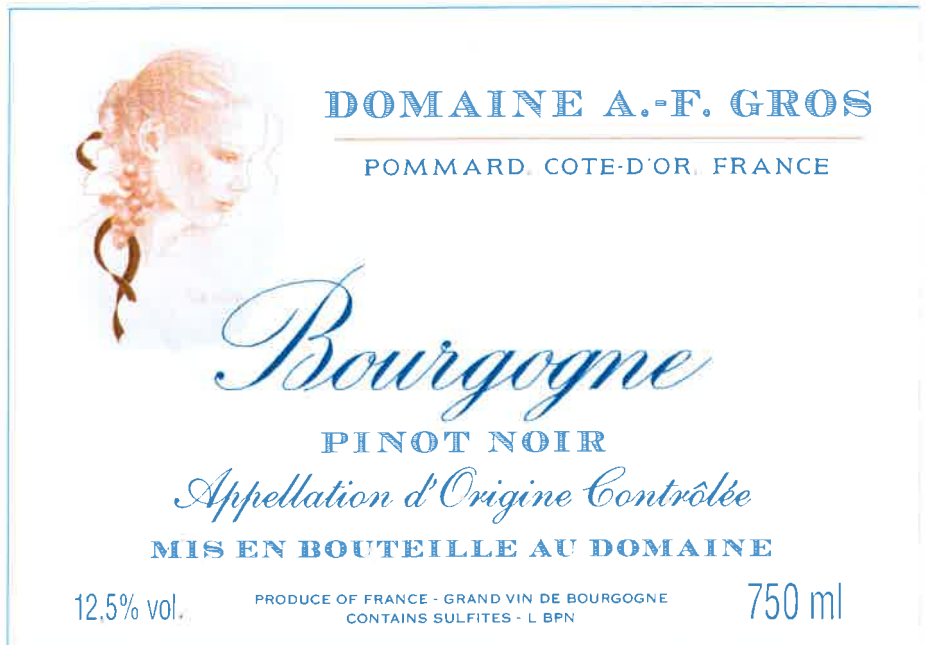 DOMAINE A.-F. GROS
POMMARD, COTE-D'OR, FRANCE
Bourgogne
PINOT NOIR
Appellation d'Origine Contrôlée
MIS EN BOUTEILLE AU DOMAINE
12,5% vol.
PRODUCE OF FRANCE - GRAND VIN DE BOURGOGNE
CONTAINS SULFITES - L BPN
750 ml